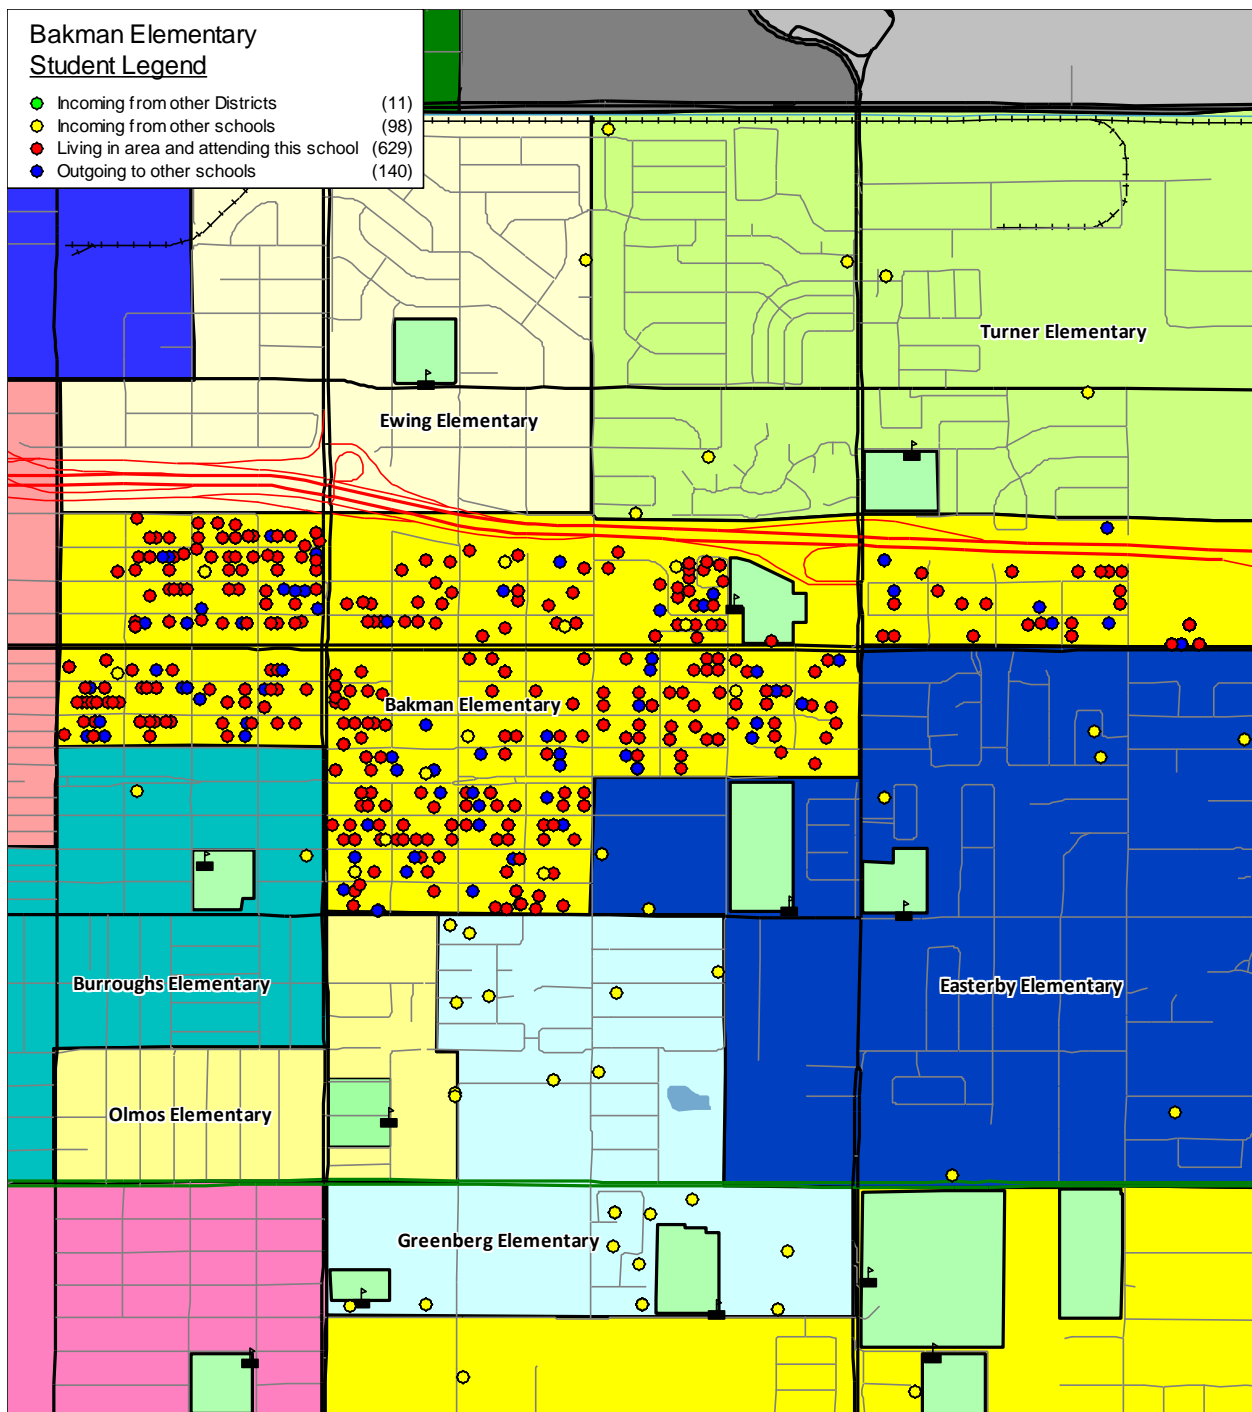 Bakman Elementary
Student Legend
Incoming from other Districts (11)
Incoming from other schools (98)
Living in area and attending this school (629)
Outgoing to other schools (140)
Turner Elementary
Ewing Elementary
Bakman Elementary
Burroughs Elementary
Easterby Elementary
Olmos Elementary
Greenberg Elementary